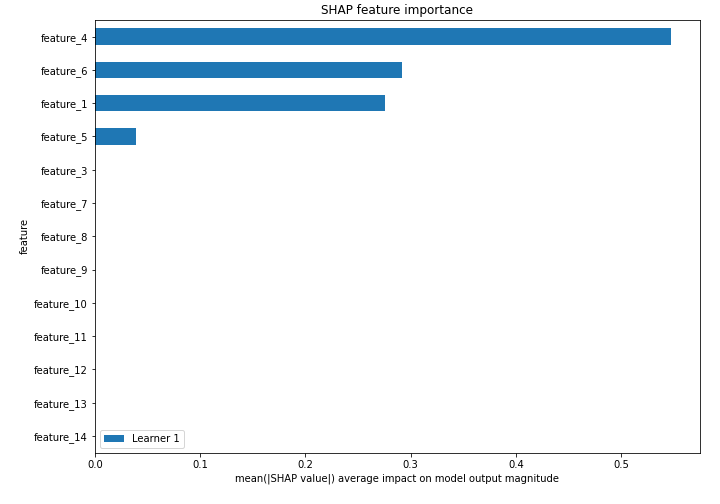 SHAP feature importance
feature_4
feature_6
feature_1
feature_5
feature_3
feature_7
feature_8
feature_9
feature_10
feature_11
feature_12
feature_13
feature_14
feature
Learner 1
0.0 0.1 0.2 0.3 0.4 0.5
mean(|SHAP value|) average impact on model output magnitude